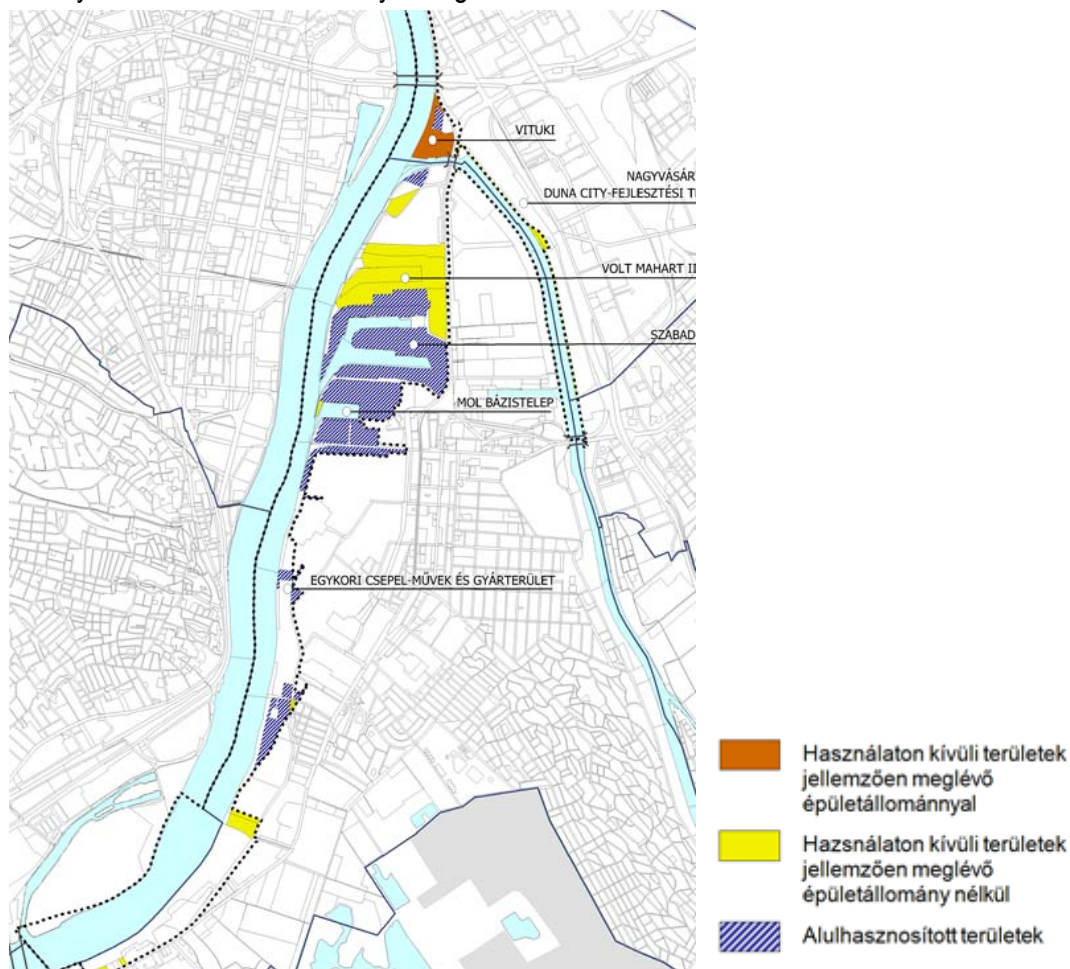 VITUKI
NAGYVÁSÁR
DUNA CITY-FEJLESZTÉSI T
VOLT MAHART II
SZABAD
MOL BÁZISTELEP
EGYKORI CSEPEL-MŰVEK ÉS GYÁRTERÜLET
Használaton kívüli területek
jellemzően meglévő
épületállománnyal
Hazsnálaton kívüli területek
jellemzően meglévő
épületállomány nélkül
Alulhasznosított területek